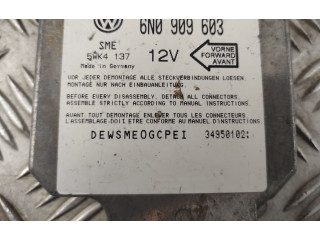 6N0 909 603
SME
5WK4 137
Made in Germany
12V
VORNE
FORWARD
AVANT
VOR JEDER DEMONTAGE ALLE STECKVERBINDUNGEN LOESEN.
MONTAGE NUR NACH EINBAUANLEITUNG.
BEFORE EVERY DISASSEMBLY, DETACH ALL CONNECTORS
ASSEMBLE STRICTLY ACCORDING TO MANUAL INSTRUCTIONS.
AVANT TOUT DEMONTAGE ENLEVER TOUS LES CONNECTEURS
L'ASSEMBLAGE DOIT ETRE CONFORME AU MANUEL D'INSTRUCTIONS
DEWSMEOGCPEI 34950102